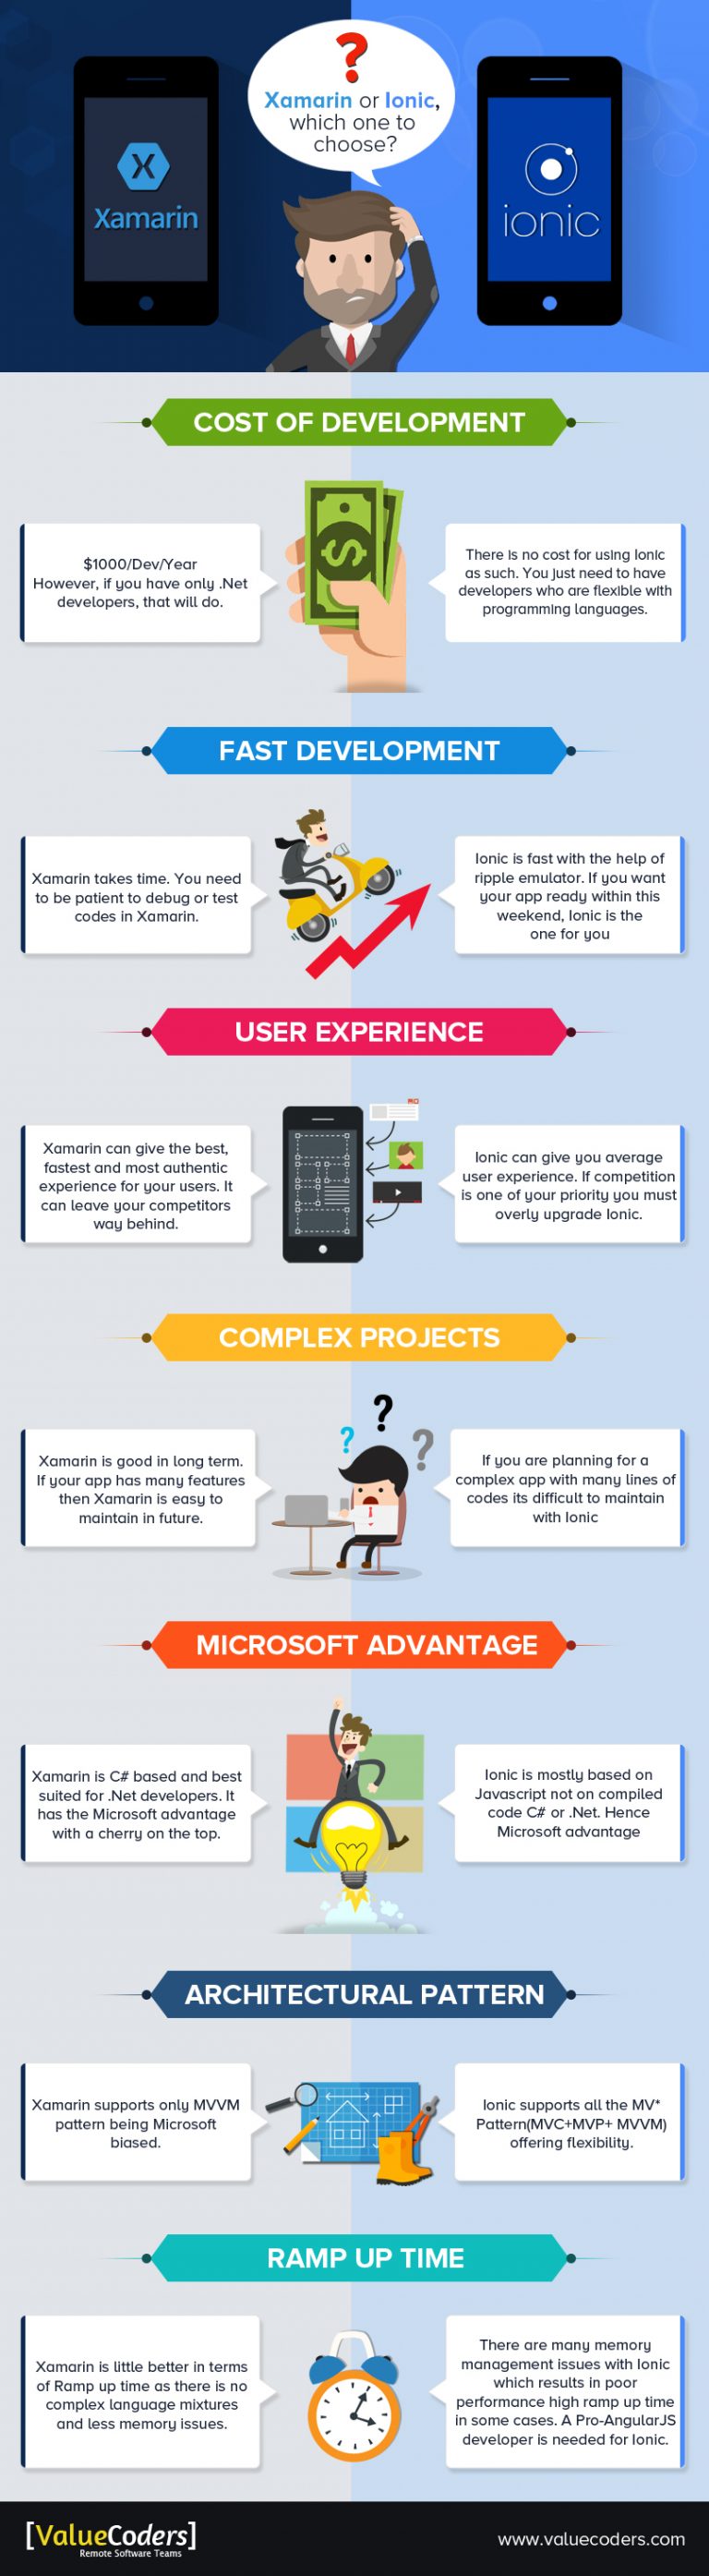 ?
Xamarin or Ionic,
which one to
choose?
X
Xamarin
ionic
COST OF DEVELOPMENT
$1000/Dev/Year
However, if you have only .Net
developers, that will do.
$
There is no cost for using Ionic
as such. You just need to have
developers who are flexible with
programming languages.
FAST DEVELOPMENT
Xamarin takes time. You need
to be patient to debug or test
codes in Xamarin.
Ionic is fast with the help of
ripple emulator. If you want
your app ready within this
weekend, Ionic is the
one for you
USER EXPERIENCE
Xamarin can give the best,
fastest and most authentic
experience for your users. It
can leave your competitors
way behind.
Ionic can give you average
user experience. If competition
is one of your priority you must
overly upgrade Ionic.
COMPLEX PROJECTS
? ? ?
Xamarin is good in long term.
If your app has many features
then Xamarin is easy to
maintain in future.
If you are planning for a
complex app with many lines of
codes its difficult to maintain
with Ionic
MICROSOFT ADVANTAGE
Xamarin is C# based and best
suited for .Net developers. It
has the Microsoft advantage
with a cherry on the top.
Ionic is mostly based on
Javascript not on compiled
code C# or .Net. Hence
Microsoft advantage
ARCHITECTURAL PATTERN
Xamarin supports only MVVM
pattern being Microsoft
biased.
Ionic supports all the MV*
Pattern(MVC+MVP+ MVVM)
offering flexibility.
RAMP UP TIME
Xamarin is little better in terms
of Ramp up time as there is no
complex language mixtures
and less memory issues.
There are many memory
management issues with Ionic
which results in poor
performance high ramp up time
in some cases. A Pro-AngularJS
developer is needed for Ionic.
[ValueCoders]
Remote Software Teams
www.valuecoders.com